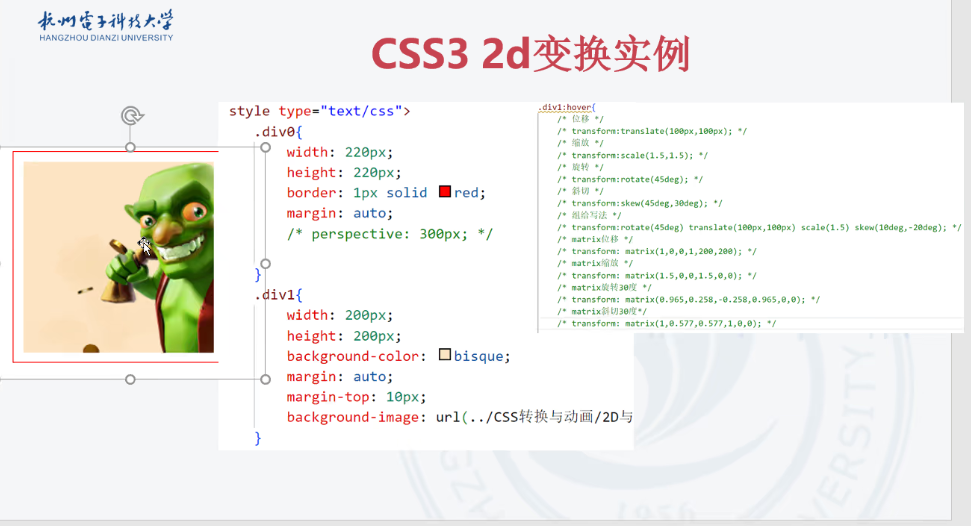 杭州電子科技大学
HANGZHOU DIANZI UNIVERSITY
CSS3 2d变换实例
style type="text/css">
.div0{
width: 220px;
height: 220px;
border: 1px solid red;
margin: auto;
/* perspective: 300px; */
}
.div1{
width: 200px;
height: 200px;
background-color: bisque;
margin: auto;
margin-top: 10px;
background-image: url(../CSS转换与动画/2D与
}
.div1:hover{
/* 位移 */
/* transform:translate(100px,100px); */
/* 缩放 */
/* transform:scale(1.5,1.5); */
/* 旋转 */
/* transform:rotate(45deg); */
/* 斜切 */
/* transform:skew(45deg,30deg); */
/* 组给写法 */
/* transform:rotate(45deg) translate(100px,100px) scale(1.5) skew(10deg,-20deg); */
/* matrix位移 */
/* transform: matrix(1,0,0,1,200,200); */
/* matrix缩放 */
/* transform: matrix(1.5,0,0,1.5,0,0); */
/* matrix旋转30度 */
/* transform: matrix(0.965,0.258,-0.258,0.965,0,0); */
/* matrix斜切30度*/
/* transform: matrix(1,0.577,0.577,1,0,0); */
1956